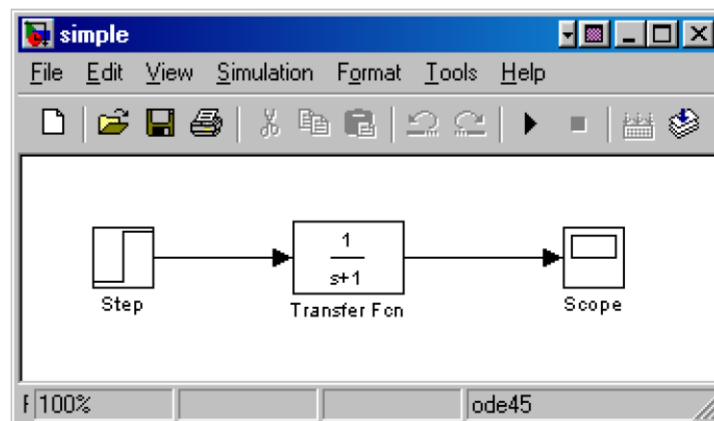 simple
File Edit View Simulation Format Tools Help
1
s+1
Step
Transfer Fcn
Scope
F 100% ode45